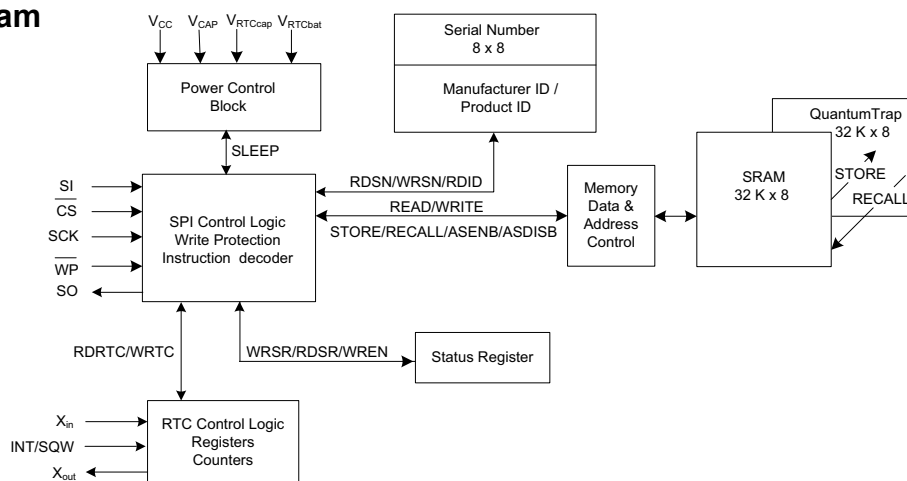 am
VCC VCAP VRTCcap VRTCbat
Power Control
Block
SLEEP
Serial Number
8 x 8
Manufacturer ID /
Product ID
QuantumTrap
32 K x 8
SRAM
32 K x 8
STORE
RECALL
SI
CS
SCK
WP
SO
SPI Control Logic
Write Protection
Instruction decoder
RDSN/WRSN/RDID
READ/WRITE
STORE/RECALL/ASENB/ASDISB
Memory
Data &
Address
Control
RDRTC/WRTC
WRSR/RDSR/WREN
Status Register
Xin
INT/SQW
Xout
RTC Control Logic
Registers
Counters